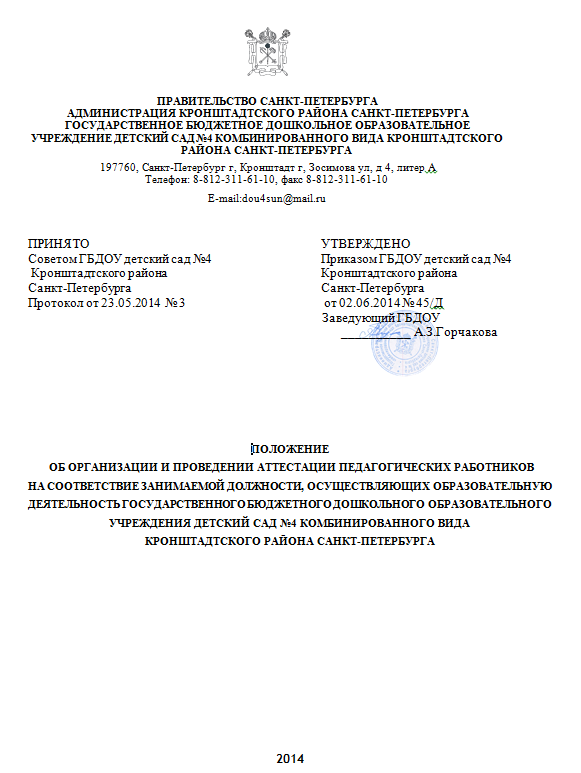 ПРАВИТЕЛЬСТВО САНКТ-ПЕТЕРБУРГА
АДМИНИСТРАЦИЯ КРОНШТАДТСКОГО РАЙОНА САНКТ-ПЕТЕРБУРГА
ГОСУДАРСТВЕННОЕ БЮДЖЕТНОЕ ДОШКОЛЬНОЕ ОБРАЗОВАТЕЛЬНОЕ
УЧРЕЖДЕНИЕ ДЕТСКИЙ САД №4 КОМБИНИРОВАННОГО ВИДА КРОНШТАДТСКОГО
РАЙОНА САНКТ-ПЕТЕРБУРГА
197760, Санкт-Петербург г, Кронштадт г, Зосимова ул, д 4, литер А
Телефон: 8-812-311-61-10, факс 8-812-311-61-10
E-mail:dou4sun@mail.ru
ПРИНЯТО
Советом ГБДОУ детский сад №4
Кронштадтского района
Санкт-Петербурга
Протокол от 23.05.2014 №3
УТВЕРЖДЕНО
Приказом ГБДОУ детский сад №4
Кронштадтского района
Санкт-Петербурга
от 02.06.2014 №45/Д
Заведующий ГБДОУ
___________ А.З.Горчакова
ПОЛОЖЕНИЕ
ОБ ОРГАНИЗАЦИИ И ПРОВЕДЕНИИ АТТЕСТАЦИИ ПЕДАГОГИЧЕСКИХ РАБОТНИКОВ
НА СООТВЕТСТВИЕ ЗАНИМАЕМОЙ ДОЛЖНОСТИ, ОСУЩЕСТВЛЯЮЩИХ ОБРАЗОВАТЕЛЬНУЮ
ДЕЯТЕЛЬНОСТЬ ГОСУДАРСТВЕННОГО БЮДЖЕТНОГО ДОШКОЛЬНОГО ОБРАЗОВАТЕЛЬНОГО
УЧРЕЖДЕНИЯ ДЕТСКИЙ САД №4 КОМБИНИРОВАННОГО ВИДА
КРОНШТАДТСКОГО РАЙОНА САНКТ-ПЕТЕРБУРГА
2014